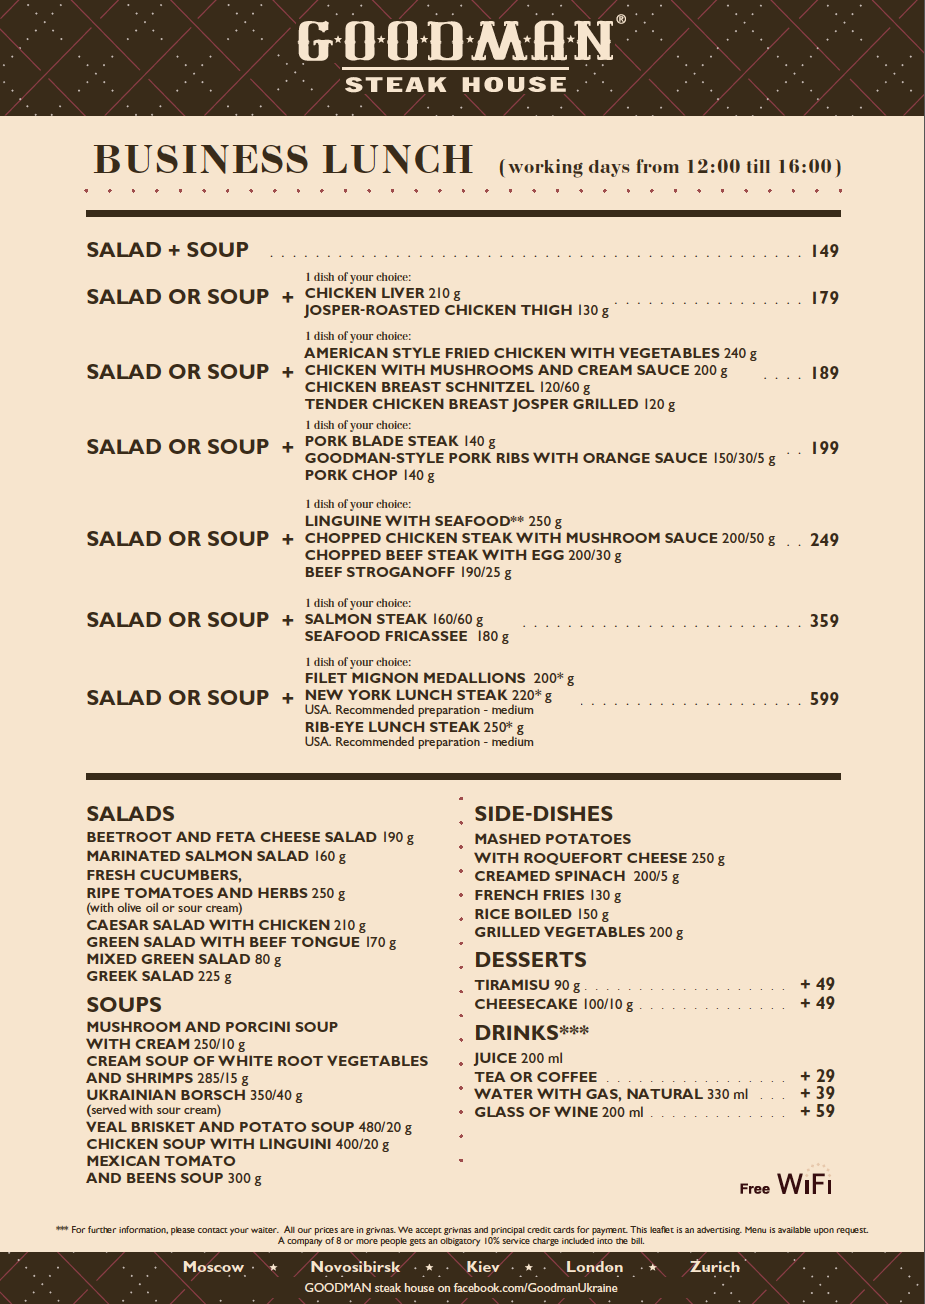 GOODMAN®
STEAK HOUSE
BUSINESS LUNCH (working days from 12:00 till 16:00)
SALAD + SOUP . . . . . . . . . . . . . . . . . . . . 149
1 dish of your choice:
SALAD OR SOUP + CHICKEN LIVER 210 g
JOSPER-ROASTED CHICKEN THIGH 130 g . . . . . . . . 179
1 dish of your choice:
AMERICAN STYLE FRIED CHICKEN WITH VEGETABLES 240 g
SALAD OR SOUP + CHICKEN WITH MUSHROOMS AND CREAM SAUCE 200 g . . . . 189
CHICKEN BREAST SCHNITZEL 120/60 g
TENDER CHICKEN BREAST JOSPER GRILLED 120 g
1 dish of your choice:
PORK BLADE STEAK 140 g
SALAD OR SOUP + GOODMAN-STYLE PORK RIBS WITH ORANGE SAUCE 150/30/5 g . . 199
PORK CHOP 140 g
1 dish of your choice:
LINGUINE WITH SEAFOOD** 250 g
SALAD OR SOUP + CHOPPED CHICKEN STEAK WITH MUSHROOM SAUCE 200/50 g . . 249
CHOPPED BEEF STEAK WITH EGG 200/30 g
BEEF STROGANOFF 190/25 g
1 dish of your choice:
SALAD OR SOUP + SALMON STEAK 160/60 g . . . . . . . . . . 359
SEAFOOD FRICASSEE 180 g
1 dish of your choice:
FILET MIGNON MEDALLIONS 200* g
SALAD OR SOUP + NEW YORK LUNCH STEAK 220* g . . . . . . . . . . 599
USA. Recommended preparation - medium
RIB-EYE LUNCH STEAK 250* g
USA. Recommended preparation - medium
SALADS
BEETROOT AND FETA CHEESE SALAD 190 g
MARINATED SALMON SALAD 160 g
FRESH CUCUMBERS,
RIPE TOMATOES AND HERBS 250 g
(with olive oil or sour cream)
CAESAR SALAD WITH CHICKEN 210 g
GREEN SALAD WITH BEEF TONGUE 170 g
MIXED GREEN SALAD 80 g
GREEK SALAD 225 g
SOUPS
MUSHROOM AND PORCINI SOUP
WITH CREAM 250/10 g
CREAM SOUP OF WHITE ROOT VEGETABLES
AND SHRIMPS 285/15 g
UKRAINIAN BORSCH 350/40 g
(served with sour cream)
VEAL BRISKET AND POTATO SOUP 480/20 g
CHICKEN SOUP WITH LINGUINI 400/20 g
MEXICAN TOMATO
AND BEENS SOUP 300 g
SIDE-DISHES
MASHED POTATOES
WITH ROQUEFORT CHEESE 250 g
CREAMED SPINACH 200/5 g
FRENCH FRIES 130 g
RICE BOILED 150 g
GRILLED VEGETABLES 200 g
DESSERTS
TIRAMISU 90 g . . . . . . . . . . + 49
CHEESECAKE 100/10 g . . . . . . . . + 49
DRINKS***
JUICE 200 ml
TEA OR COFFEE . . . . . . . . . . + 29
WATER WITH GAS, NATURAL 330 ml . . . + 39
GLASS OF WINE 200 ml . . . . . . . . + 59
Free WiFi
*** For further information, please contact your waiter. All our prices are in grivnas. We accept grivnas and principal credit cards for payment. This leaflet is an advertising. Menu is available upon request.
A company of 8 or more people gets an olbigatory 10% service charge included into the bill.
Moscow Novosibirsk Kiev London Zurich
GOODMAN steak house on facebook.com/GoodmanUkraine